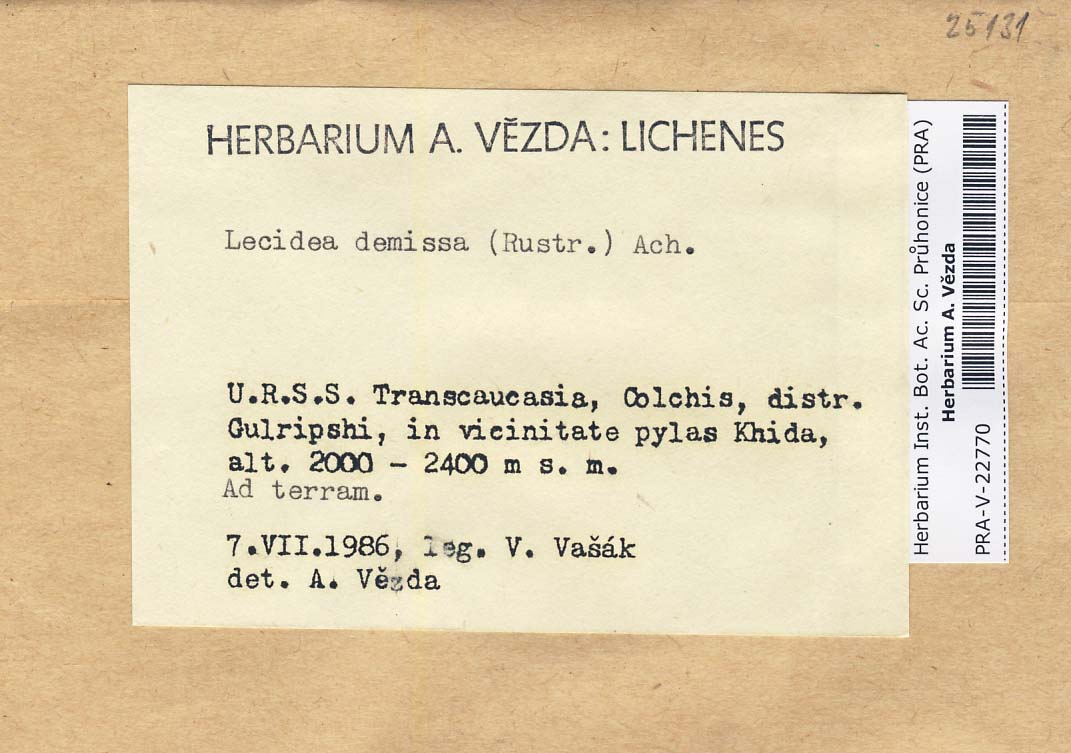 25131
HERBARIUM A. VĚZDA: LICHENES
Lecidea demissa (Rustr.) Ach.
U.R.S.S. Transcaucasia, Colchis, distr.
Gulripshi, in vicinitate pylas Khida,
alt. 2000 - 2400 m s. m.
Ad terram.
7.VII.1986, leg. V. Vašák
det. A. Vězda
Herbarium Inst. Bot. Ac. Sc. Průhonice (PRA)
Herbarium A. Vězda
PRA-V-22770